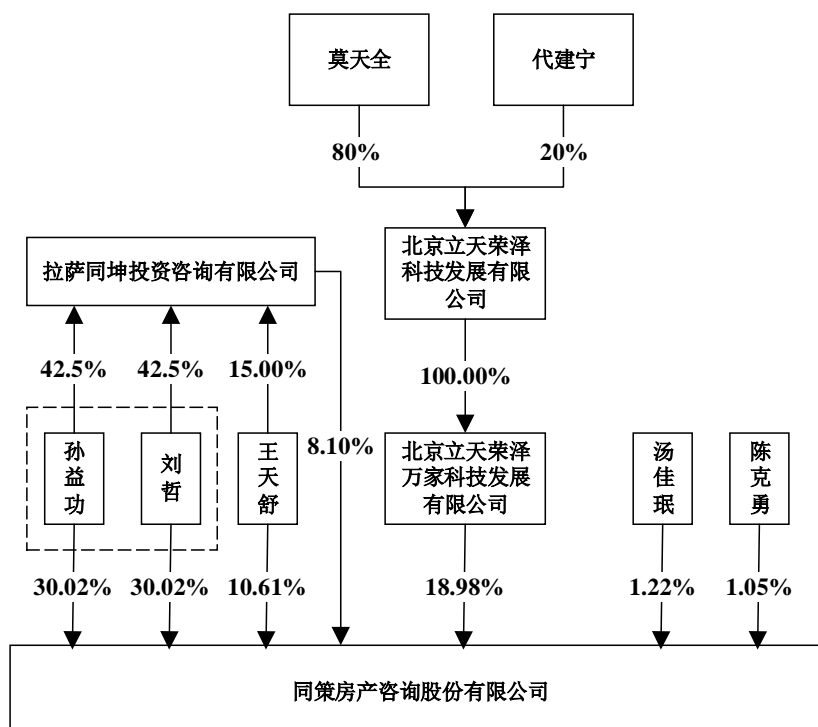 莫天全
代建宁
80%
20%
拉萨同坤投资咨询有限公司
北京立天荣泽
科技发展有限
公司
42.5%
42.5%
15.00%
100.00%
孙益功
刘哲
王天舒
8.10%
北京立天荣泽
万家科技发展
有限公司
汤佳珉
陈克勇
30.02%
30.02%
10.61%
18.98%
1.22%
1.05%
同策房产咨询股份有限公司